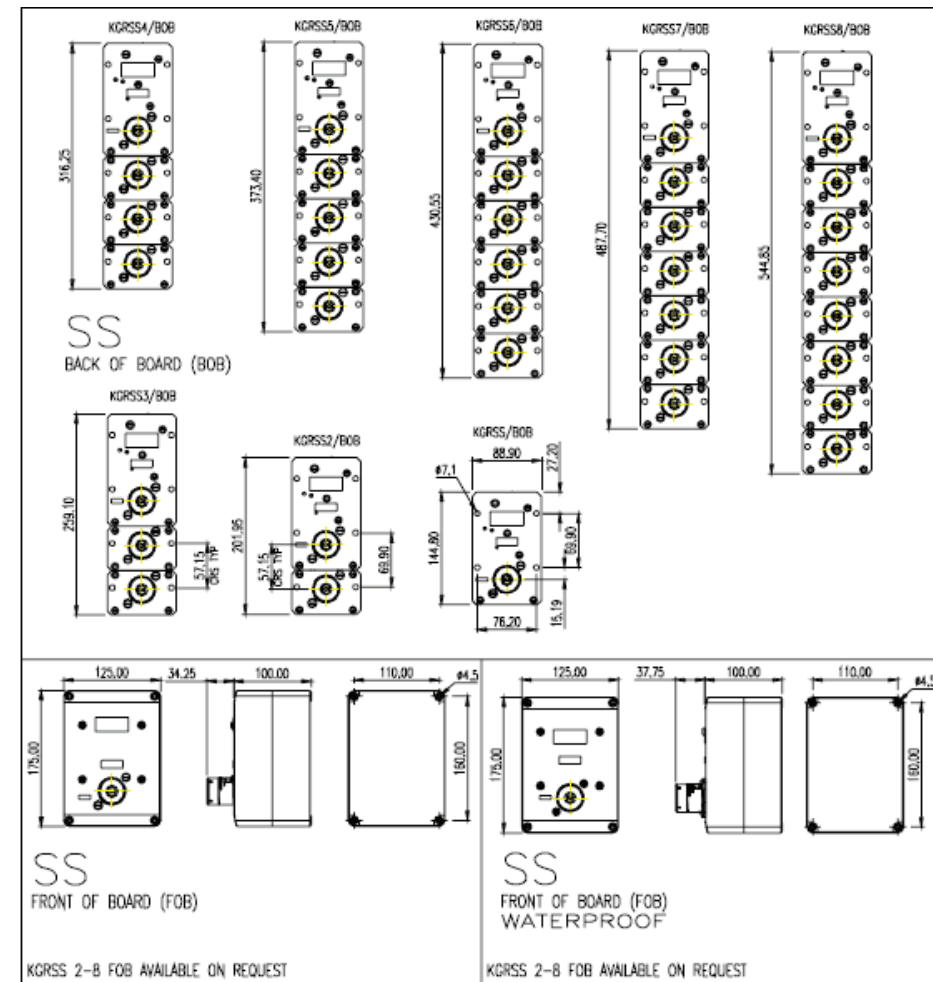 KGRSS4/BOB
KGRSS5/BOB
KGRSS6/BOB
KGRSS7/BOB
KGRSS8/BOB
316,25
373,40
430,55
487,70
544,85
SS
BACK OF BOARD (BOB)
KGRSS3/BOB
KGRSS2/BOB
KGRSS/BOB
259,10
57,15
CRS TYP
201,95
57,15
CRS TYP
69,90
88,90
27,20
ø7,1
144,80
69,90
76,20
15,19
125,00
34,25
100,00
110,00
ø4,5
175,00
160,00
SS
FRONT OF BOARD (FOB)
KGRSS 2-8 FOB AVAILABLE ON REQUEST
125,00
37,75
100,00
110,00
ø4,5
175,00
160,00
SS
FRONT OF BOARD (FOB)
WATERPROOF
KGRSS 2-8 FOB AVAILABLE ON REQUEST